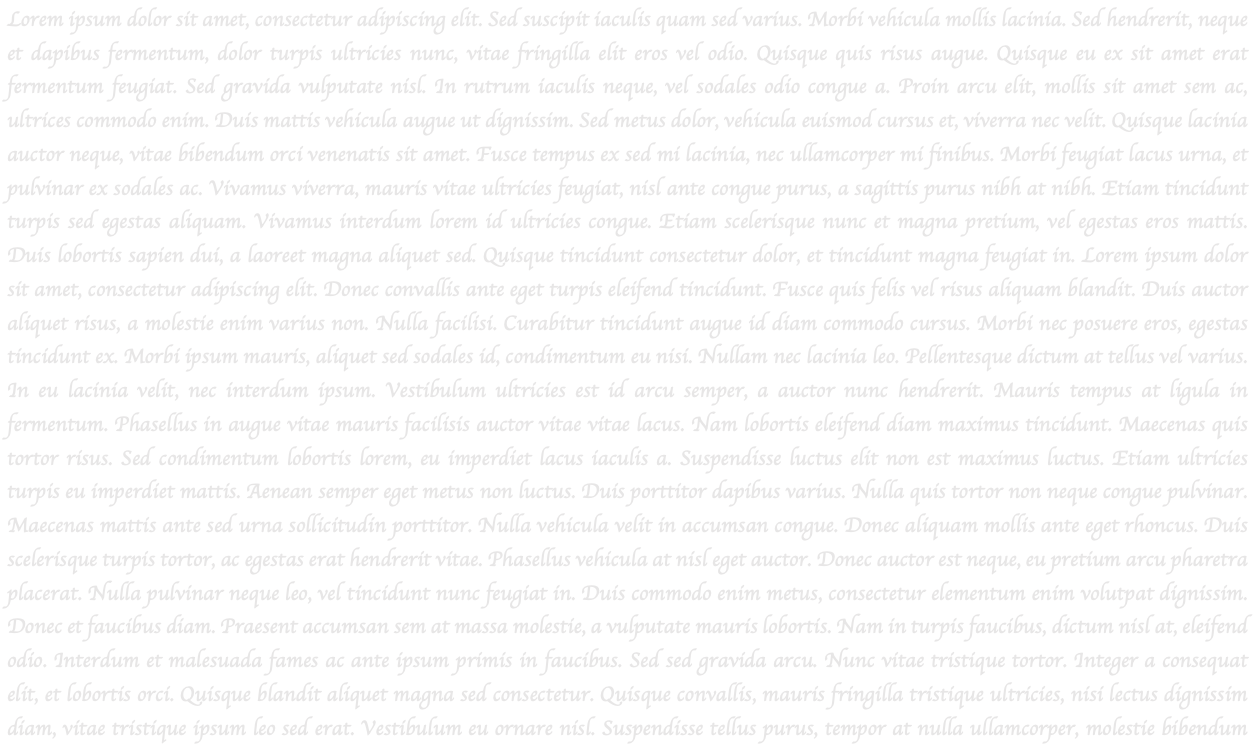 Lorem ipsum dolor sit amet, consectetur adipiscing elit. Sed suscipit iaculis quam sed varius. Morbi vehicula mollis lacinia. Sed hendrerit, neque
et dapibus fermentum, dolor turpis ultricies nunc, vitae fringilla elit eros vel odio. Quisque quis risus augue. Quisque eu ex sit amet erat
fermentum feugiat. Sed gravida vulputate nisl. In rutrum iaculis neque, vel sodales odio congue a. Proin arcu elit, mollis sit amet sem ac,
ultrices commodo enim. Duis mattis vehicula augue ut dignissim. Sed metus dolor, vehicula euismod cursus et, viverra nec velit. Quisque lacinia
auctor neque, vitae bibendum orci venenatis sit amet. Fusce tempus ex sed mi lacinia, nec ullamcorper mi finibus. Morbi feugiat lacus urna, et
pulvinar ex sodales ac. Vivamus viverra, mauris vitae ultricies feugiat, nisl ante congue purus, a sagittis purus nibh at nibh. Etiam tincidunt
turpis sed egestas aliquam. Vivamus interdum lorem id ultricies congue. Etiam scelerisque nunc et magna pretium, vel egestas eros mattis.
Duis lobortis sapien dui, a laoreet magna aliquet sed. Quisque tincidunt consectetur dolor, et tincidunt magna feugiat in. Lorem ipsum dolor
sit amet, consectetur adipiscing elit. Donec convallis ante eget turpis eleifend tincidunt. Fusce quis felis vel risus aliquam blandit. Duis auctor
aliquet risus, a molestie enim varius non. Nulla facilisi. Curabitur tincidunt augue id diam commodo cursus. Morbi nec posuere eros, egestas
tincidunt ex. Morbi ipsum mauris, aliquet sed sodales id, condimentum eu nisi. Nullam nec lacinia leo. Pellentesque dictum at tellus vel varius.
In eu lacinia velit, nec interdum ipsum. Vestibulum ultricies est id arcu semper, a auctor nunc hendrerit. Mauris tempus at ligula in
fermentum. Phasellus in augue vitae mauris facilisis auctor vitae vitae lacus. Nam lobortis eleifend diam maximus tincidunt. Maecenas quis
tortor risus. Sed condimentum lobortis lorem, eu imperdiet lacus iaculis a. Suspendisse luctus elit non est maximus luctus. Etiam ultricies
turpis eu imperdiet mattis. Aenean semper eget metus non luctus. Duis porttitor dapibus varius. Nulla quis tortor non neque congue pulvinar.
Maecenas mattis ante sed urna sollicitudin porttitor. Nulla vehicula velit in accumsan congue. Donec aliquam mollis ante eget rhoncus. Duis
scelerisque turpis tortor, ac egestas erat hendrerit vitae. Phasellus vehicula at nisl eget auctor. Donec auctor est neque, eu pretium arcu pharetra
placerat. Nulla pulvinar neque leo, vel tincidunt nunc feugiat in. Duis commodo enim metus, consectetur elementum enim volutpat dignissim.
Donec et faucibus diam. Praesent accumsan sem at massa molestie, a vulputate mauris lobortis. Nam in turpis faucibus, dictum nisl at, eleifend
odio. Interdum et malesuada fames ac ante ipsum primis in faucibus. Sed sed gravida arcu. Nunc vitae tristique tortor. Integer a consequat
elit, et lobortis orci. Quisque blandit aliquet magna sed consectetur. Quisque convallis, mauris fringilla tristique ultricies, nisi lectus dignissim
diam, vitae tristique ipsum leo sed erat. Vestibulum eu ornare nisl. Suspendisse tellus purus, tempor at nulla ullamcorper, molestie bibendum